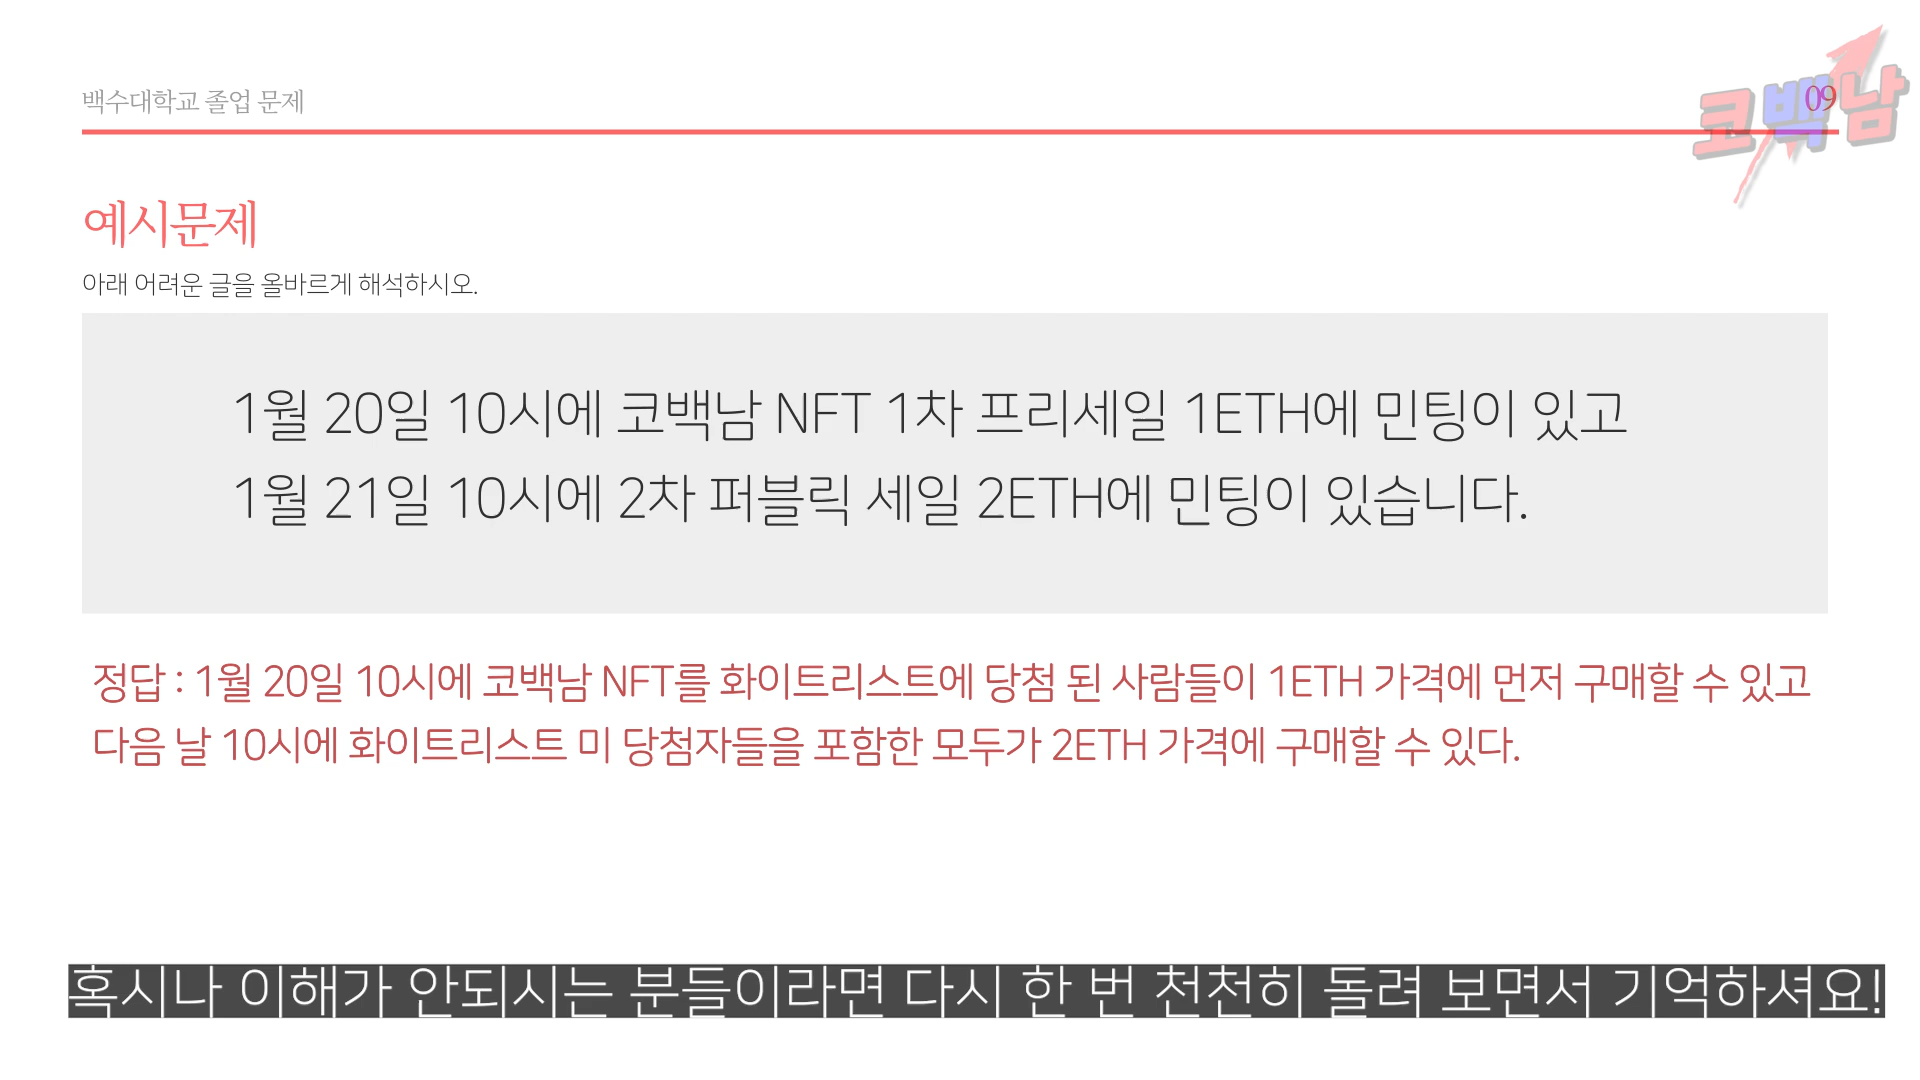 백수대학교 졸업 문제
코백남
09
예시문제
아래 어려운 글을 올바르게 해석하시오.
1월 20일 10시에 코백남 NFT 1차 프리세일 1ETH에 민팅이 있고
1월 21일 10시에 2차 퍼블릭 세일 2ETH에 민팅이 있습니다.
정답 : 1월 20일 10시에 코백남 NFT를 화이트리스트에 당첨 된 사람들이 1ETH 가격에 먼저 구매할 수 있고
다음 날 10시에 화이트리스트 미 당첨자들을 포함한 모두가 2ETH 가격에 구매할 수 있다.
혹시나 이해가 안되시는 분들이라면 다시 한 번 천천히 돌려 보면서 기억하셔요!